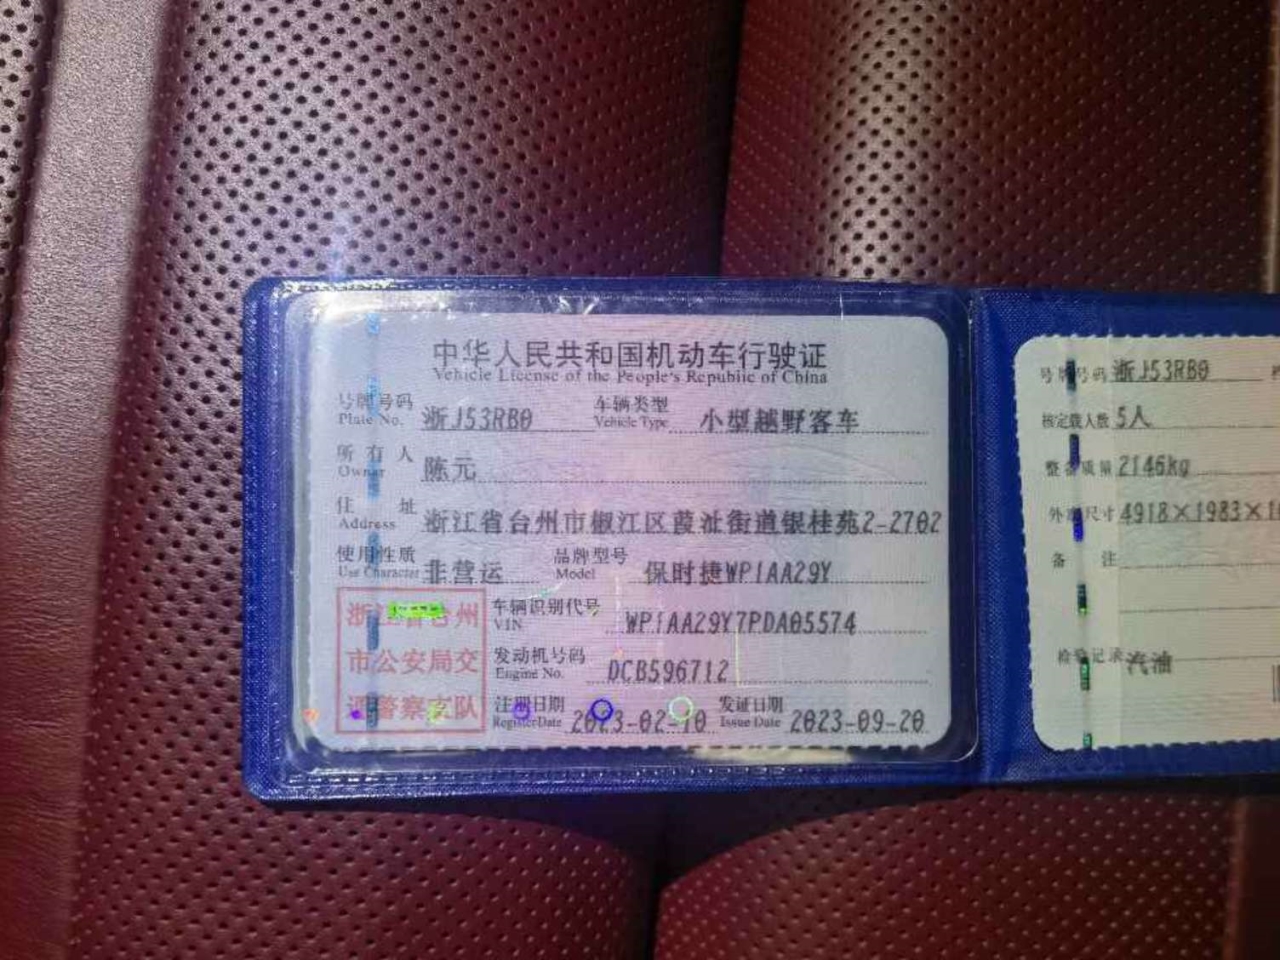 中华人民共和国机动车行驶证
Vehicle License of the People's Republic of China
号牌号码 浙J53RB0 车辆类型 小型越野客车
Plate No. Vehicle Type
所有人 陈元
Owner
住址 浙江省台州市椒江区葭沚街道银桂苑2-2702
Address
使用性质 非营运 品牌型号 保时捷WP1AA29Y
Use Character Model
浙江省台州
市公安局交
通警察支队
车辆识别代号 WP1AA29Y7PDA05574
VIN
发动机号码 DCB596712
Engine No.
注册日期 2023-02-10 发证日期 2023-09-20
Register Date Issue Date
号牌号码 浙J53RB0
核定载人数 5人
整备质量 2146kg
外廓尺寸 4918×1983×1
备注
检验记录 汽油